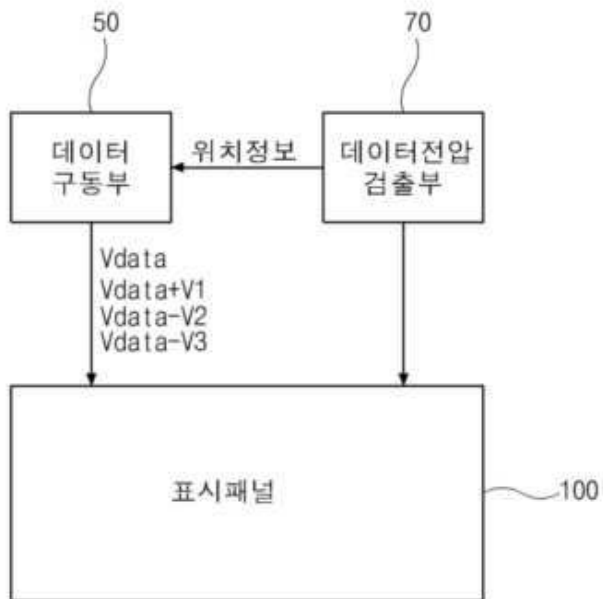 50
70
데이터
구동부
위치정보
데이터전압
검출부
Vdata
Vdata+V1
Vdata-V2
Vdata-V3
표시패널
100